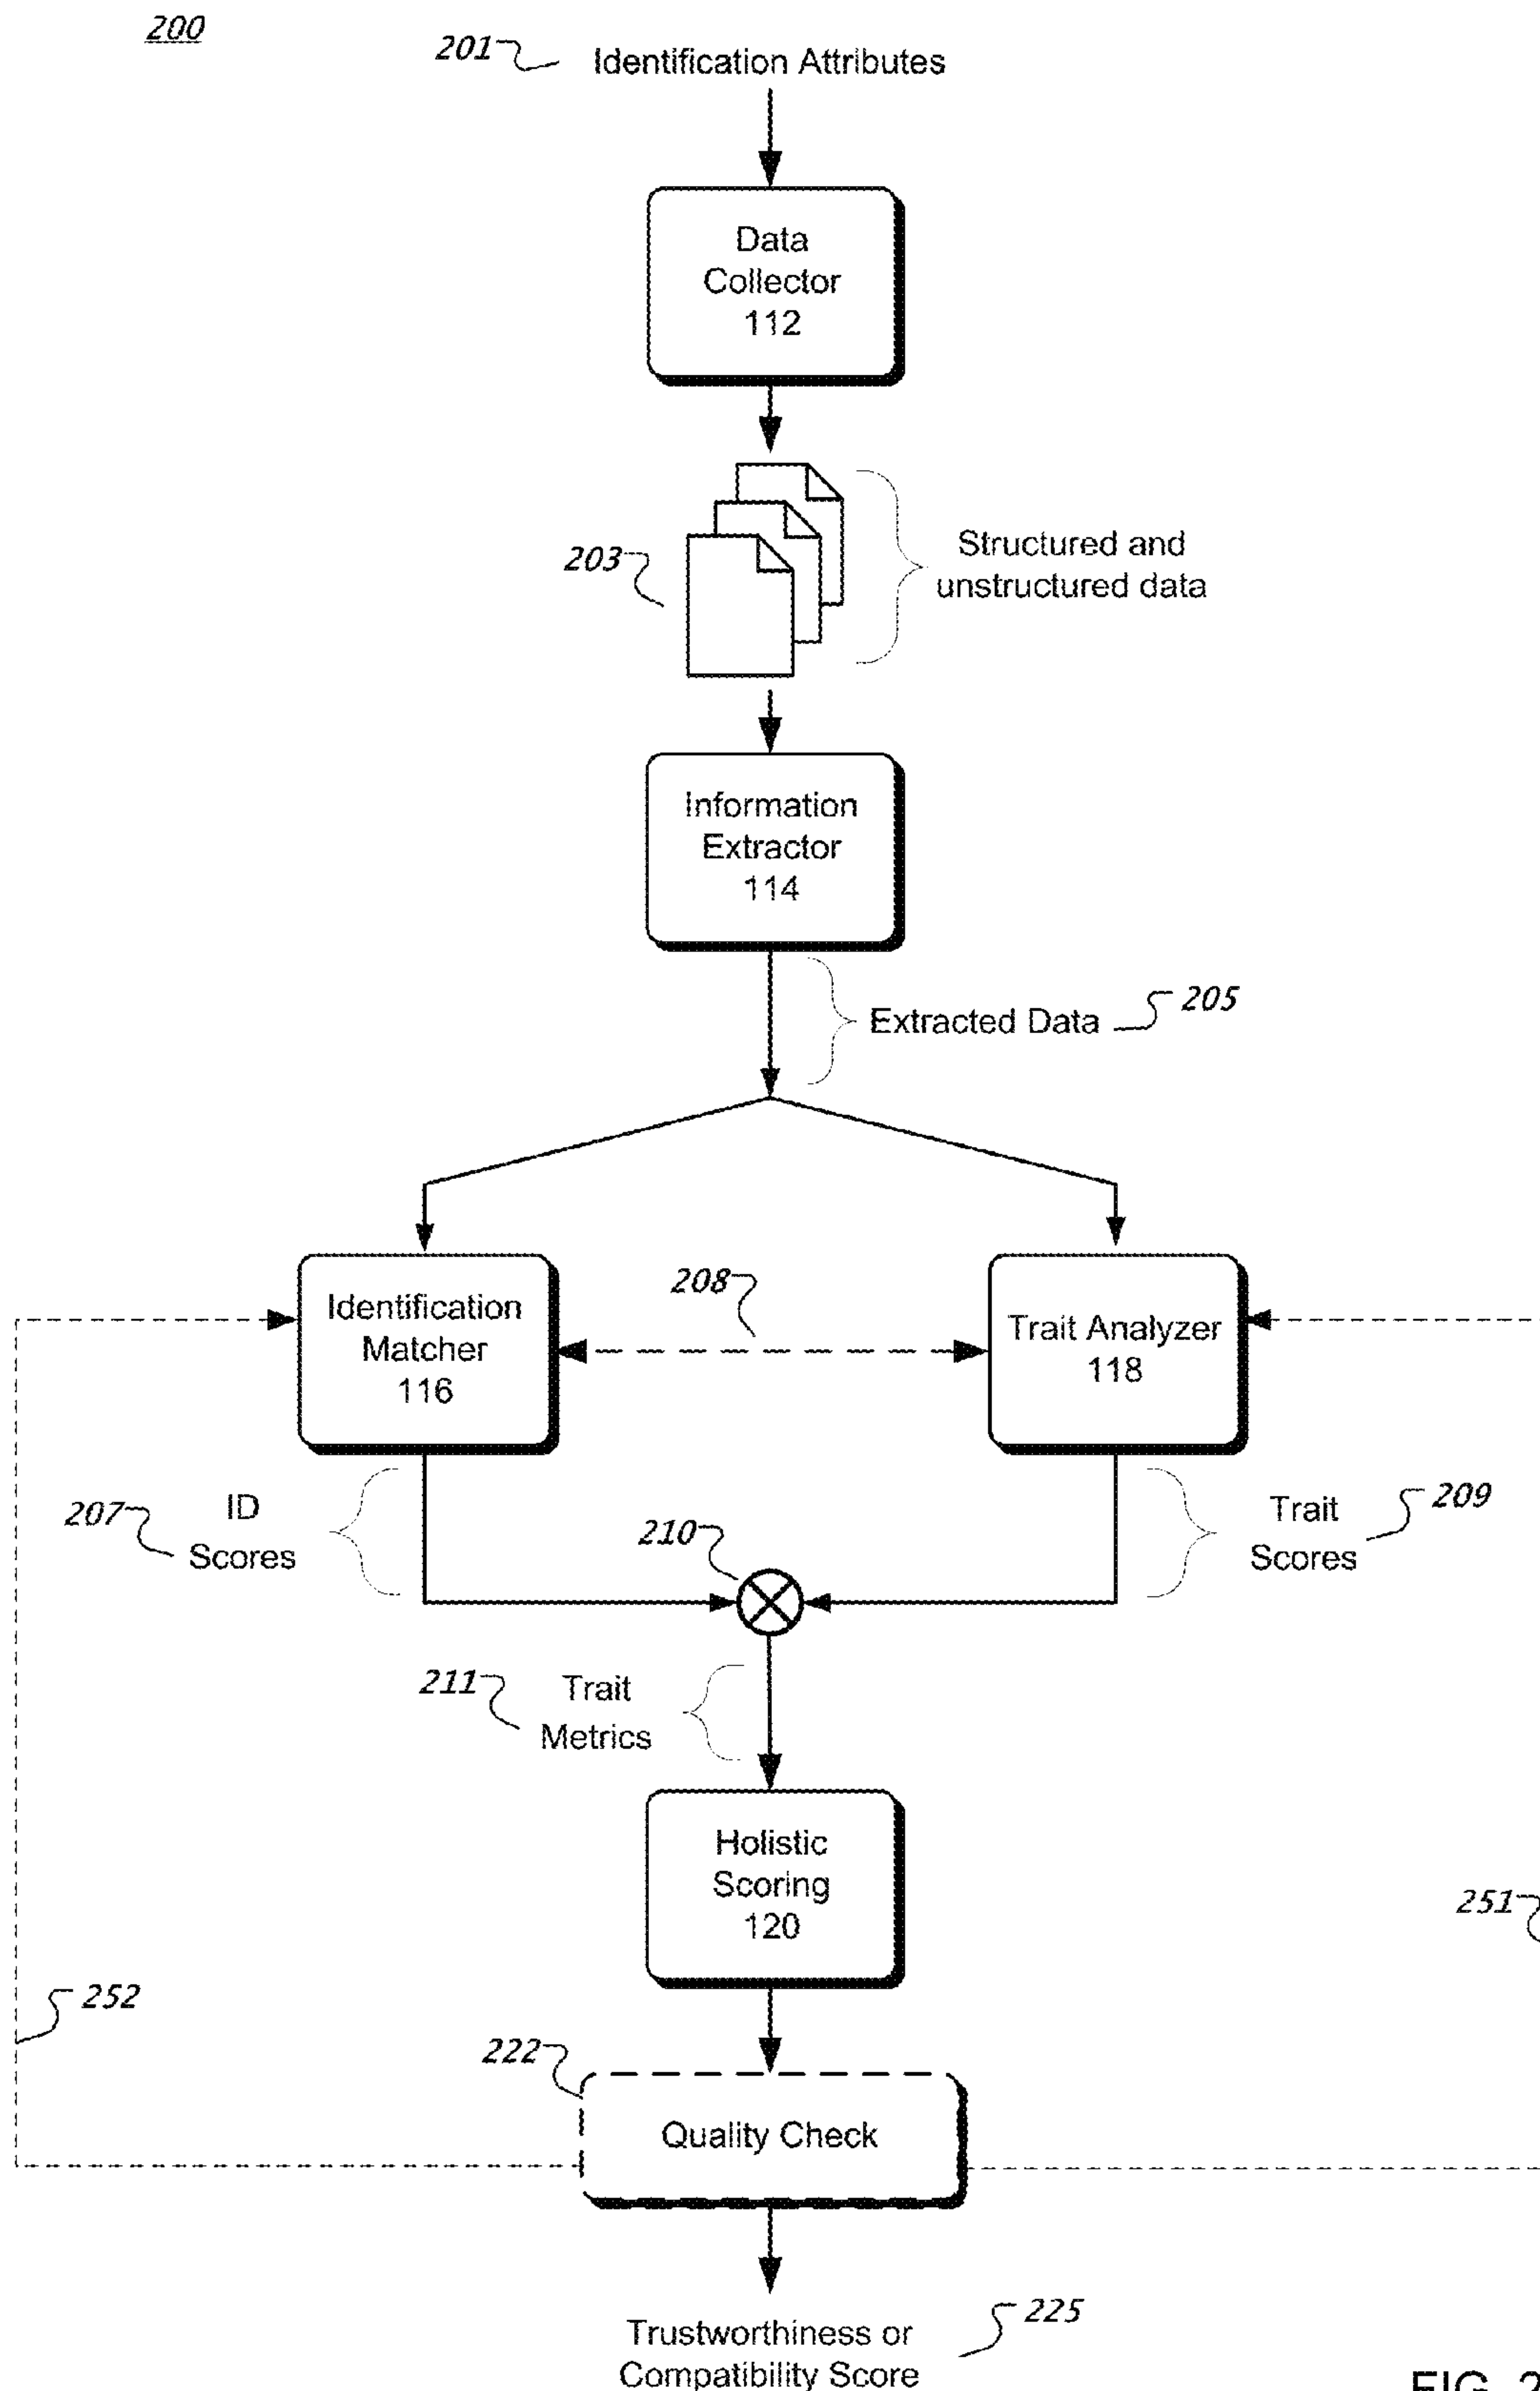 200
201 Identification Attributes
Data
Collector
112
203
Structured and
unstructured data
Information
Extractor
114
Extracted Data 205
208
Identification
Matcher
116
Trait Analyzer
118
207
ID
Scores
210
Trait
Scores
209
211
Trait
Metrics
Holistic
Scoring
120
251
252
222
Quality Check
225
Trustworthiness or
Compatibility Score
FIG. 2